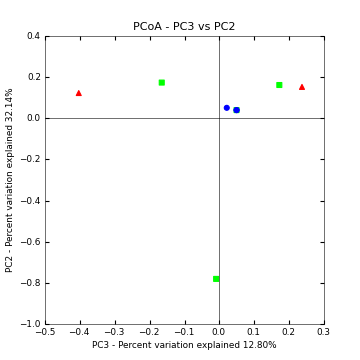 PCoA - PC3 vs PC2
0.4
0.2
0.0
−0.2
−0.4
−0.6
−0.8
−1.0
PC2 - Percent variation explained 32.14%
−0.5 −0.4 −0.3 −0.2 −0.1 0.0 0.1 0.2 0.3
PC3 - Percent variation explained 12.80%